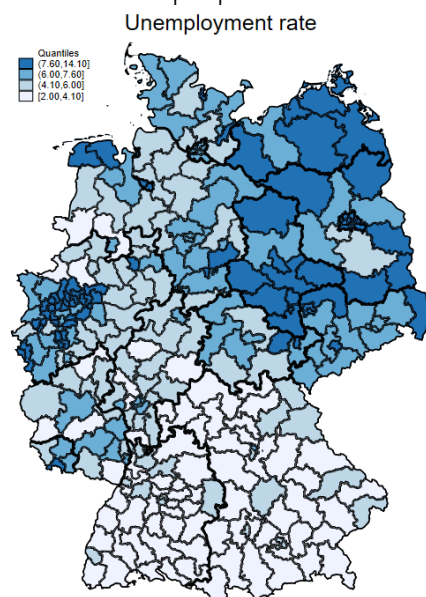 Unemployment rate
Quantiles
(7.60,14.10]
(6.00,7.60]
(4.10,6.00]
[2.00,4.10]